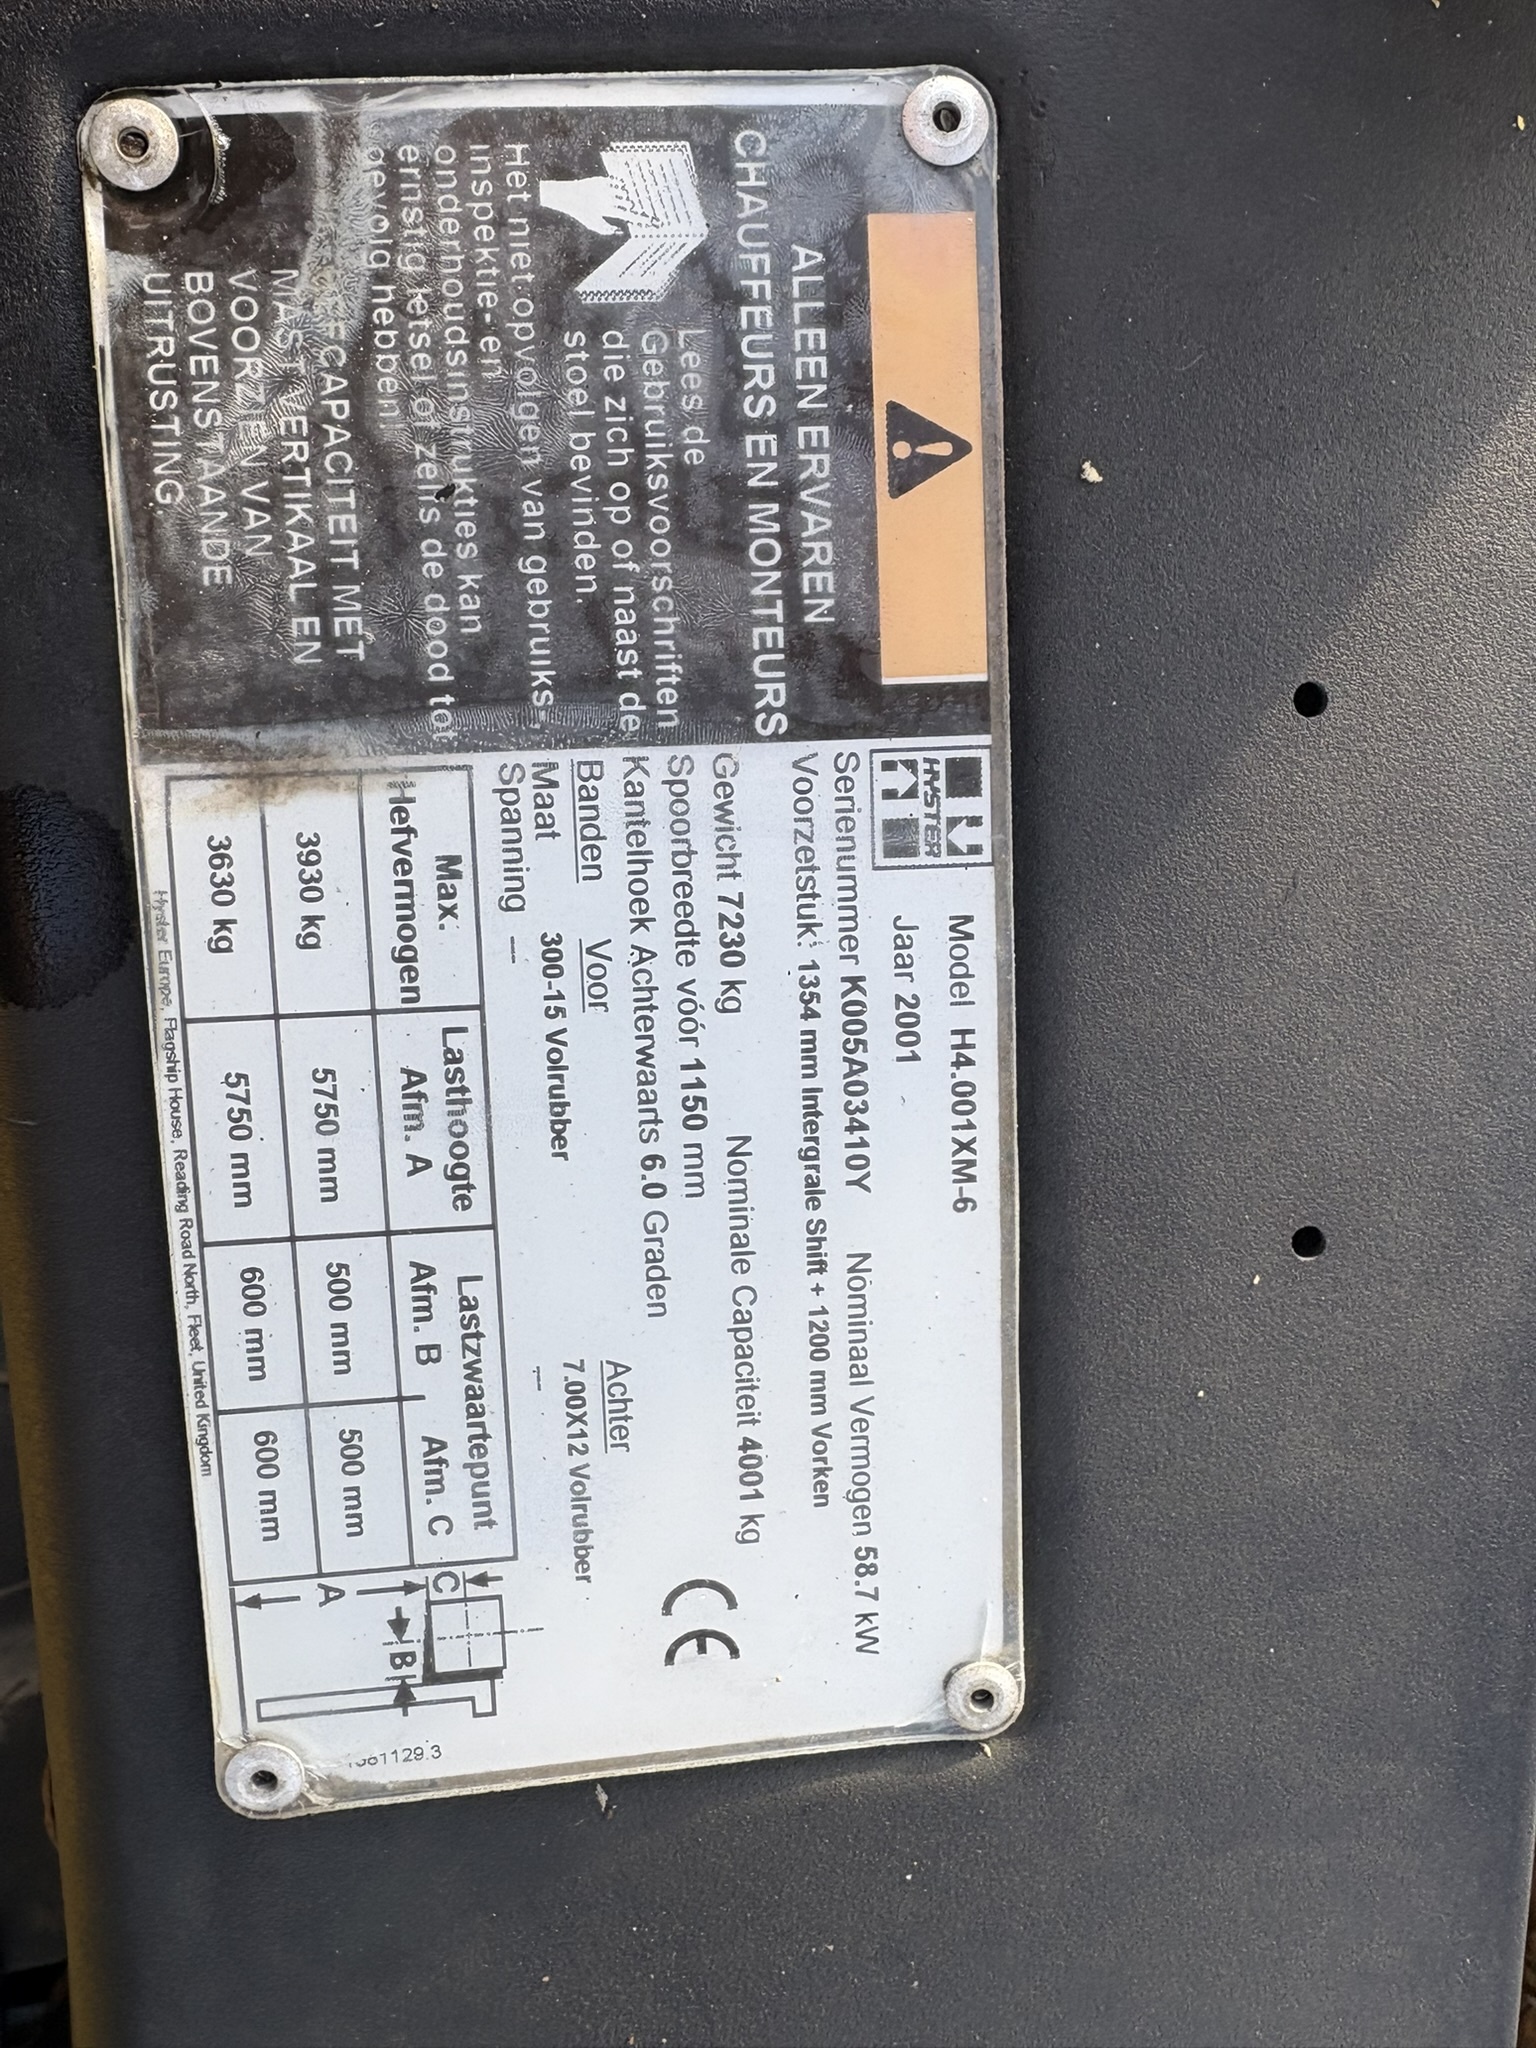 ALLEEN ERVAREN
CHAUFFEURS EN MONTEURS
Lees de
Gebruiksvoorschriften
die zich op of naast de
stoel bevinden.
Het niet opvolgen van gebruiks-,
inspektie- en
onderhoudsinstrukties kan
ernstig letsel of zelfs de dood tot
gevolg hebben.
CAPACITEIT MET
MAST VERTIKAAL EN
VOORZIEN VAN
BOVENSTAANDE
UITRUSTING
HYSTER
Model H4.001XM-6
Jaar 2001
Serienummer K005A03410Y Nominaal Vermogen 58.7 kW
Voorzetstuk: 1354 mm Intergrale Shift + 1200 mm Vorken
Gewicht 7230 kg Nominale Capaciteit 4001 kg
Spoorbreedte vóór 1150 mm
Kantelhoek Achterwaarts 6.0 Graden
CE
Banden Voor Achter
Maat 300-15 Volrubber 7.00X12 Volrubber
Spanning --- ---
Max. Lasthoogte Lastzwaartepunt
Hefvermogen Afm. A Afm. B Afm. C
3930 kg 5750 mm 500 mm 500 mm
3630 kg 5750 mm 600 mm 600 mm
C
B
A
Hyster Europe, Flagship House, Reading Road North, Fleet, United Kingdom